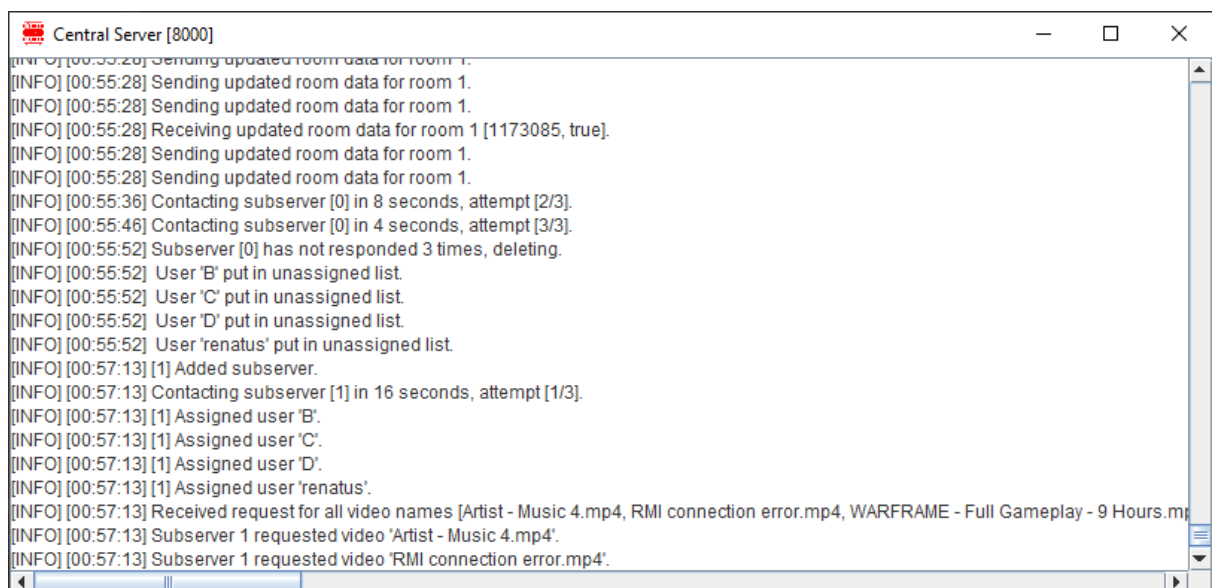 Central Server [8000]
[INFO] [00:55:28] Sending updated room data for room 1.
[INFO] [00:55:28] Sending updated room data for room 1.
[INFO] [00:55:28] Sending updated room data for room 1.
[INFO] [00:55:28] Receiving updated room data for room 1 [1173085, true].
[INFO] [00:55:28] Sending updated room data for room 1.
[INFO] [00:55:28] Sending updated room data for room 1.
[INFO] [00:55:36] Contacting subserver [0] in 8 seconds, attempt [2/3].
[INFO] [00:55:46] Contacting subserver [0] in 4 seconds, attempt [3/3].
[INFO] [00:55:52] Subserver [0] has not responded 3 times, deleting.
[INFO] [00:55:52]  User 'B' put in unassigned list.
[INFO] [00:55:52]  User 'C' put in unassigned list.
[INFO] [00:55:52]  User 'D' put in unassigned list.
[INFO] [00:55:52]  User 'renatus' put in unassigned list.
[INFO] [00:57:13] [1] Added subserver.
[INFO] [00:57:13] Contacting subserver [1] in 16 seconds, attempt [1/3].
[INFO] [00:57:13] [1] Assigned user 'B'.
[INFO] [00:57:13] [1] Assigned user 'C'.
[INFO] [00:57:13] [1] Assigned user 'D'.
[INFO] [00:57:13] [1] Assigned user 'renatus'.
[INFO] [00:57:13] Received request for all video names [Artist - Music 4.mp4, RMI connection error.mp4, WARFRAME - Full Gameplay - 9 Hours.mp
[INFO] [00:57:13] Subserver 1 requested video 'Artist - Music 4.mp4'.
[INFO] [00:57:13] Subserver 1 requested video 'RMI connection error.mp4'.